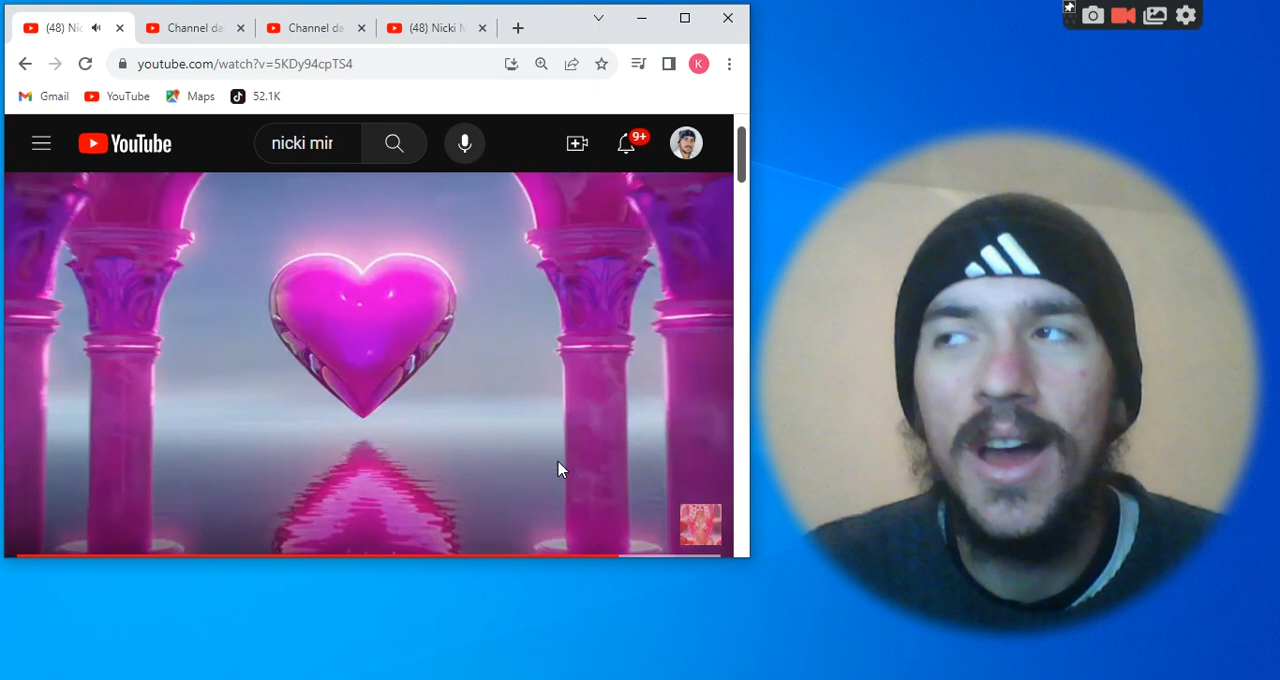 (48) Nic
Channel da
Channel da
(48) Nicki M
youtube.com/watch?v=5KDy94cpTS4
K
Gmail
YouTube
Maps
52.1K
YouTube
nicki mir
9+